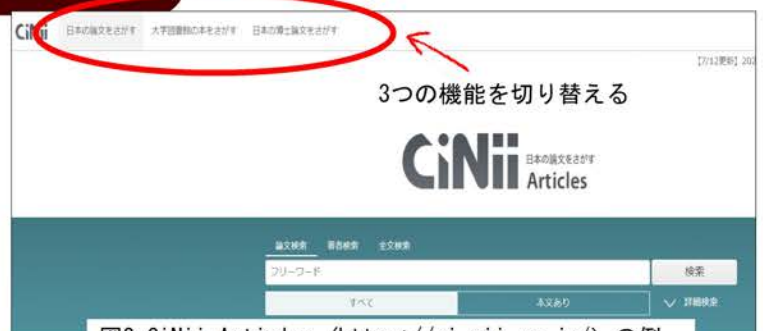 CiNii 日本の論文をさがす 大学図書館の本をさがす 日本の博士論文をさがす
【7/12更新】202
3つの機能を切り替える
CiNii 日本の論文をさがす
Articles
論文検索 著者検索 全文検索
フリーワード 検索
すべて 本文あり 詳細検索